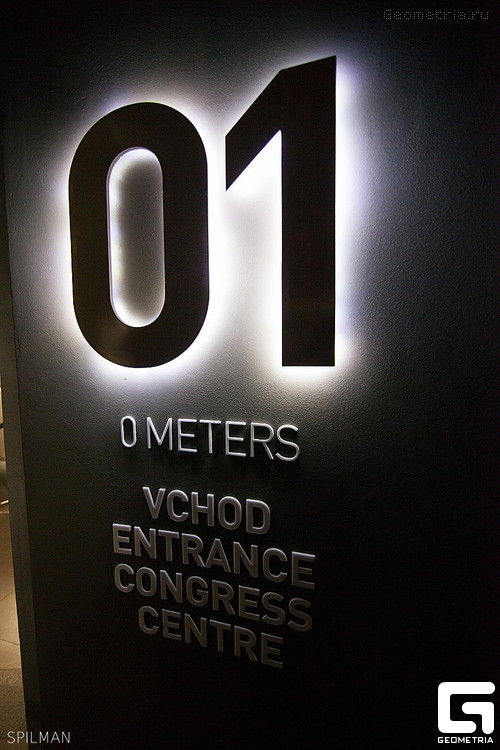 Geometria.ru
01
0 METERS
VCHOD
ENTRANCE
CONGRESS
CENTRE
SPILMAN
GEOMETRIA